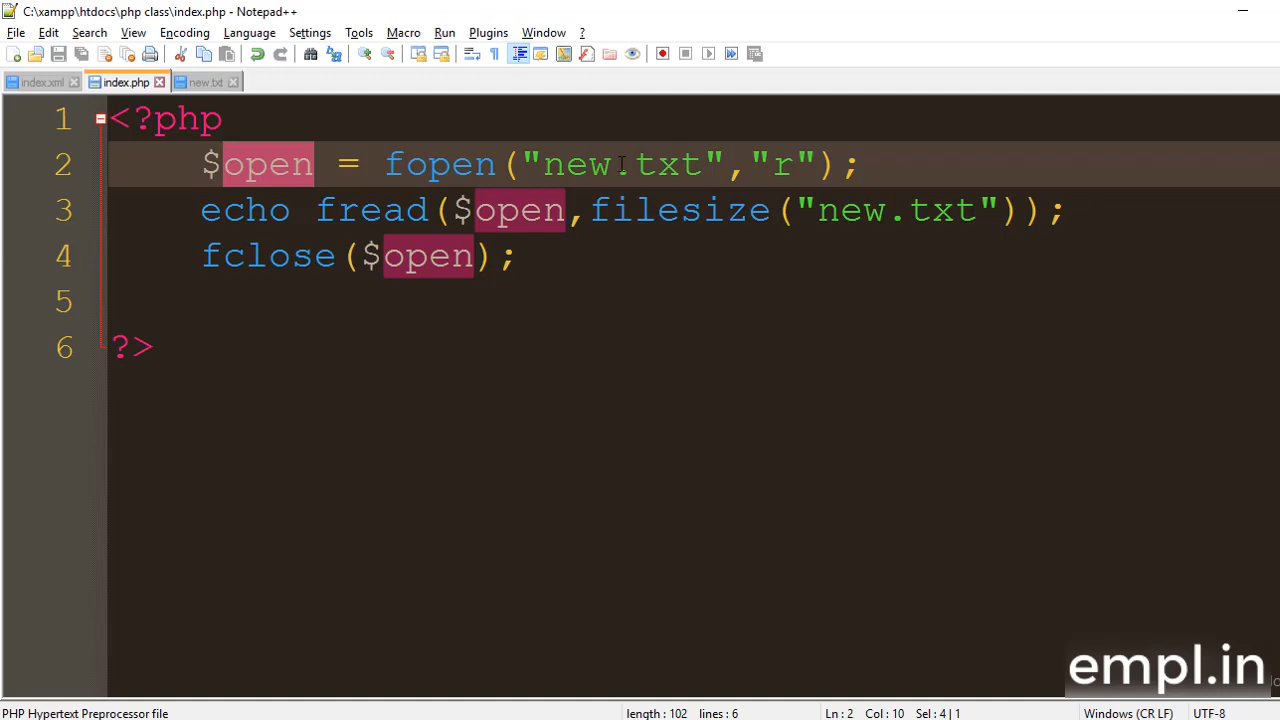 C:\xampp\htdocs\php class\index.php - Notepad++
File Edit Search View Encoding Language Settings Tools Macro Run Plugins Window ?
index.xml index.php new.txt
1 <?php
2 $open = fopen("new.txt","r");
3 echo fread($open,filesize("new.txt"));
4 fclose($open);
5
6 ?>
empl.in
PHP Hypertext Preprocessor file length : 102 lines : 6 Ln : 2 Col : 10 Sel : 4 | 1 Windows (CR LF) UTF-8